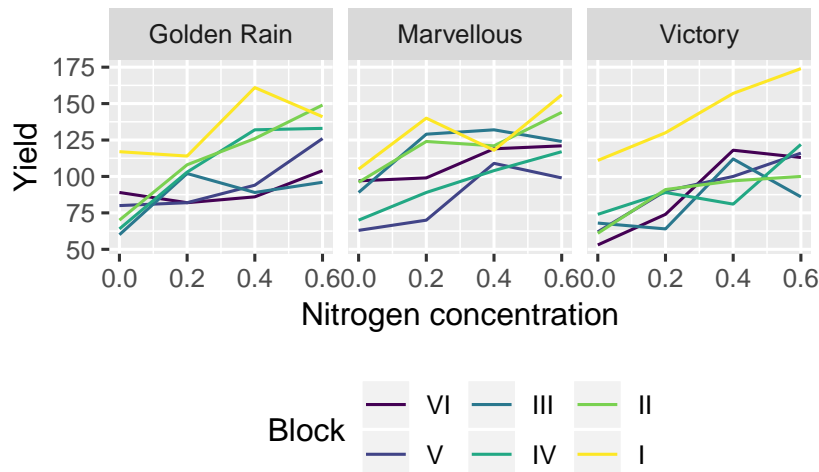 Golden Rain Marvellous Victory
175
150
125
100
75
50
Yield
0.0 0.2 0.4 0.6 0.0 0.2 0.4 0.6 0.0 0.2 0.4 0.6
Nitrogen concentration
Block
VI III II
V IV I